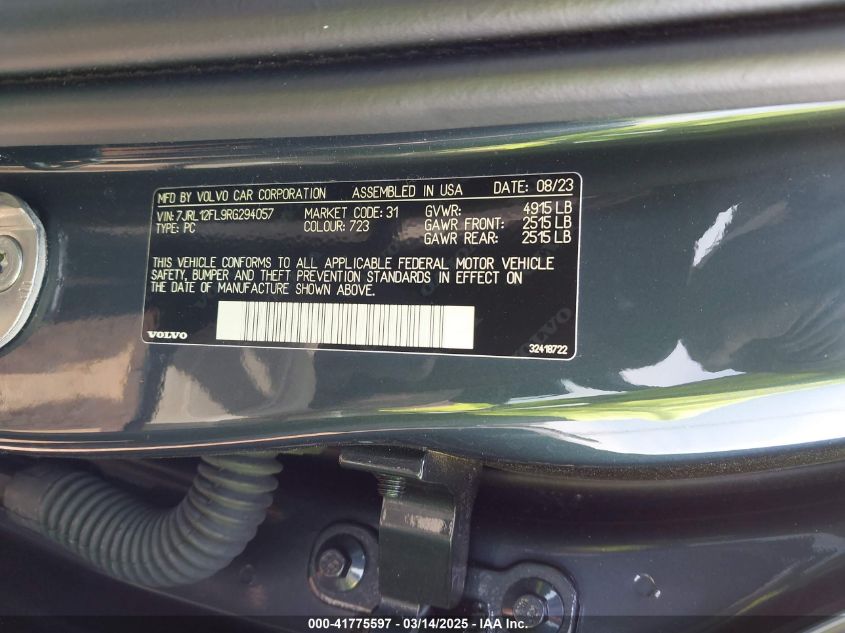 MFD BY VOLVO CAR CORPORATION ASSEMBLED IN USA DATE: 08/23
VIN: 7JRL12FL9RG294057 MARKET CODE: 31 GVWR: 4915 LB
TYPE: PC COLOUR: 723 GAWR FRONT: 2515 LB
GAWR REAR: 2515 LB
THIS VEHICLE CONFORMS TO ALL APPLICABLE FEDERAL MOTOR VEHICLE
SAFETY, BUMPER AND THEFT PREVENTION STANDARDS IN EFFECT ON
THE DATE OF MANUFACTURE SHOWN ABOVE.
VOLVO 32418722
000-41775597 - 03/14/2025 - IAA Inc.